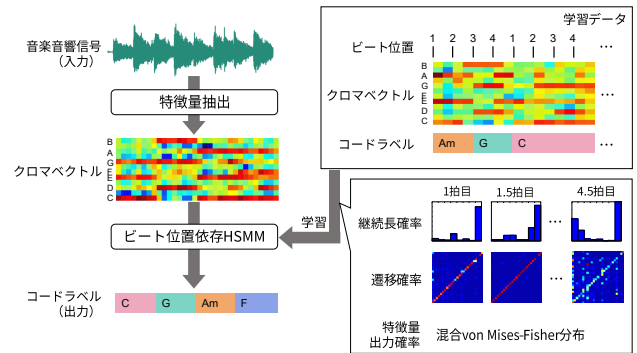 音楽音響信号
（入力）
特徴量抽出
B
A
G
E
D
C
クロマベクトル
ビート位置依存HSMM
学習
コードラベル
（出力）
C G Am F
学習データ
ビート位置
1 2 3 4 1 2 3 4 …
クロマベクトル
B
A
G
E
D
C
…
コードラベル
Am G C …
1拍目 1.5拍目 4.5拍目
継続長確率 …
遷移確率 …
特徴量
出力確率
混合von Mises-Fisher分布